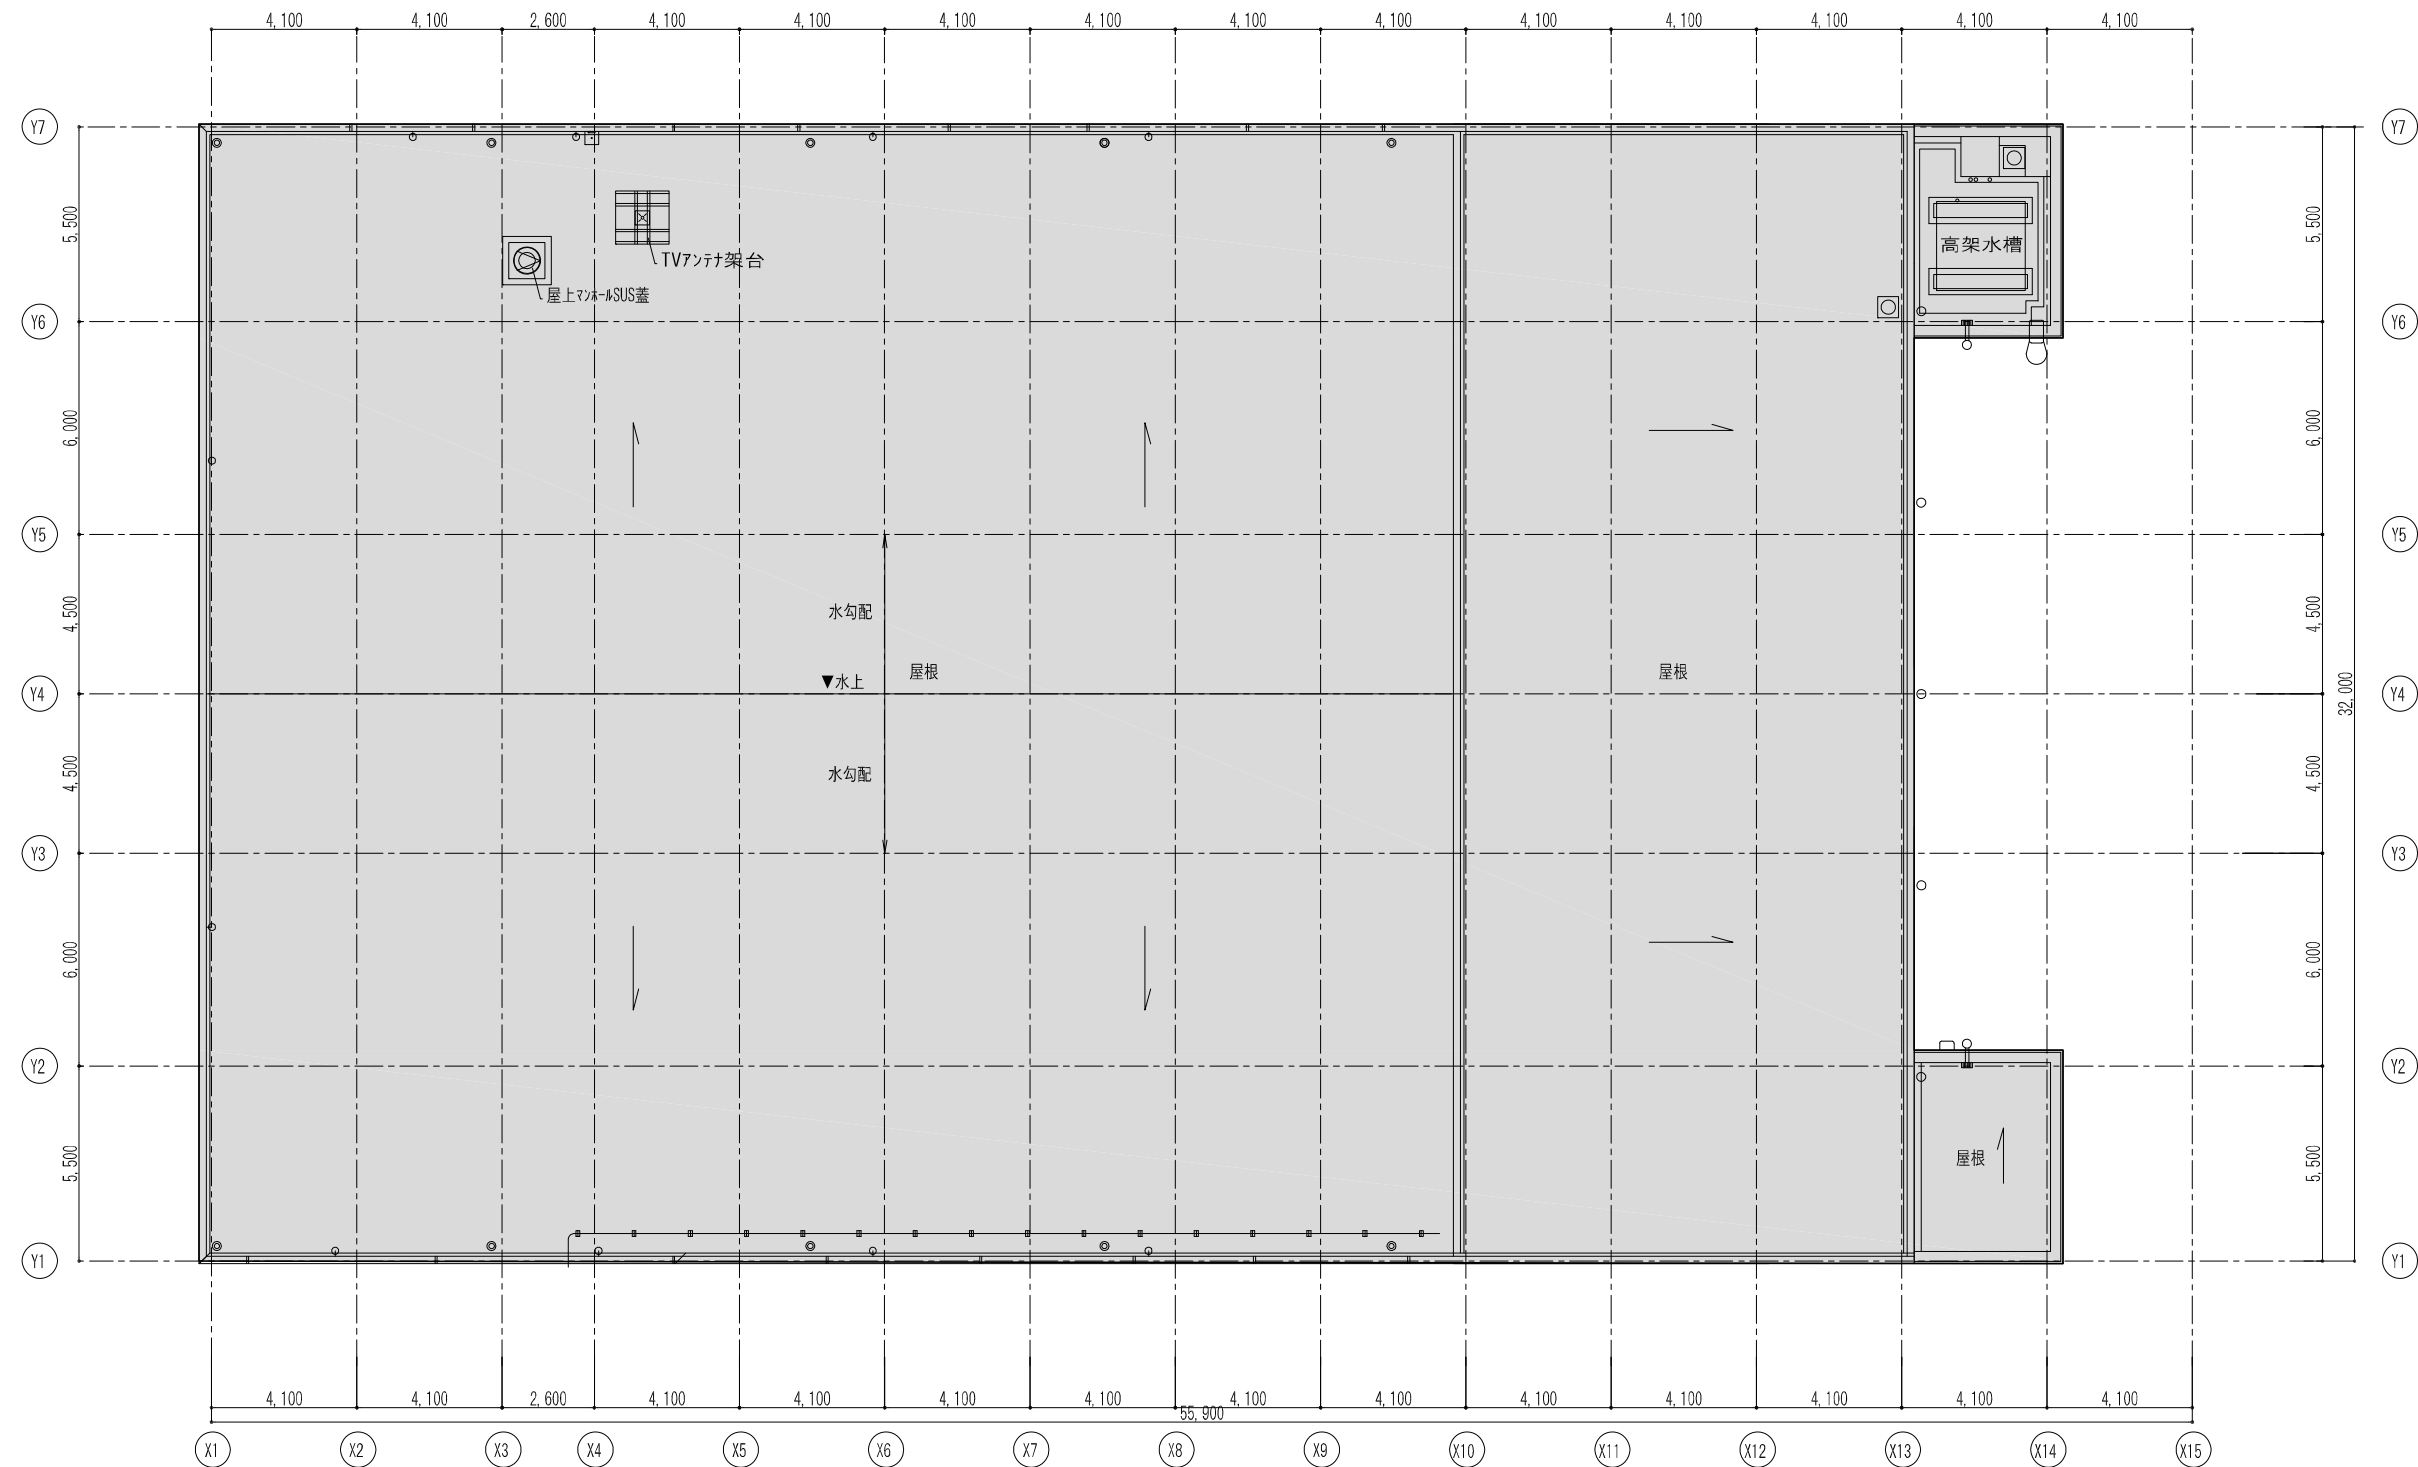 4,100 4,100 2,600 4,100 4,100 4,100 4,100 4,100 4,100 4,100 4,100 4,100 4,100 4,100
Y7 Y7
5,500 5,500
高架水槽
TVアンテナ架台
屋上マンホールSUS蓋
Y6 Y6
6,000 6,000
Y5 Y5
4,500 水勾配 4,500
屋根 屋根
▼水上
Y4 Y4
32,000
4,500 水勾配 4,500
Y3 Y3
6,000 6,000
Y2 Y2
5,500 屋根 5,500
Y1 Y1
4,100 4,100 2,600 4,100 4,100 4,100 4,100 4,100 4,100 4,100 4,100 4,100 4,100 4,100
55,900
X1 X2 X3 X4 X5 X6 X7 X8 X9 X10 X11 X12 X13 X14 X15